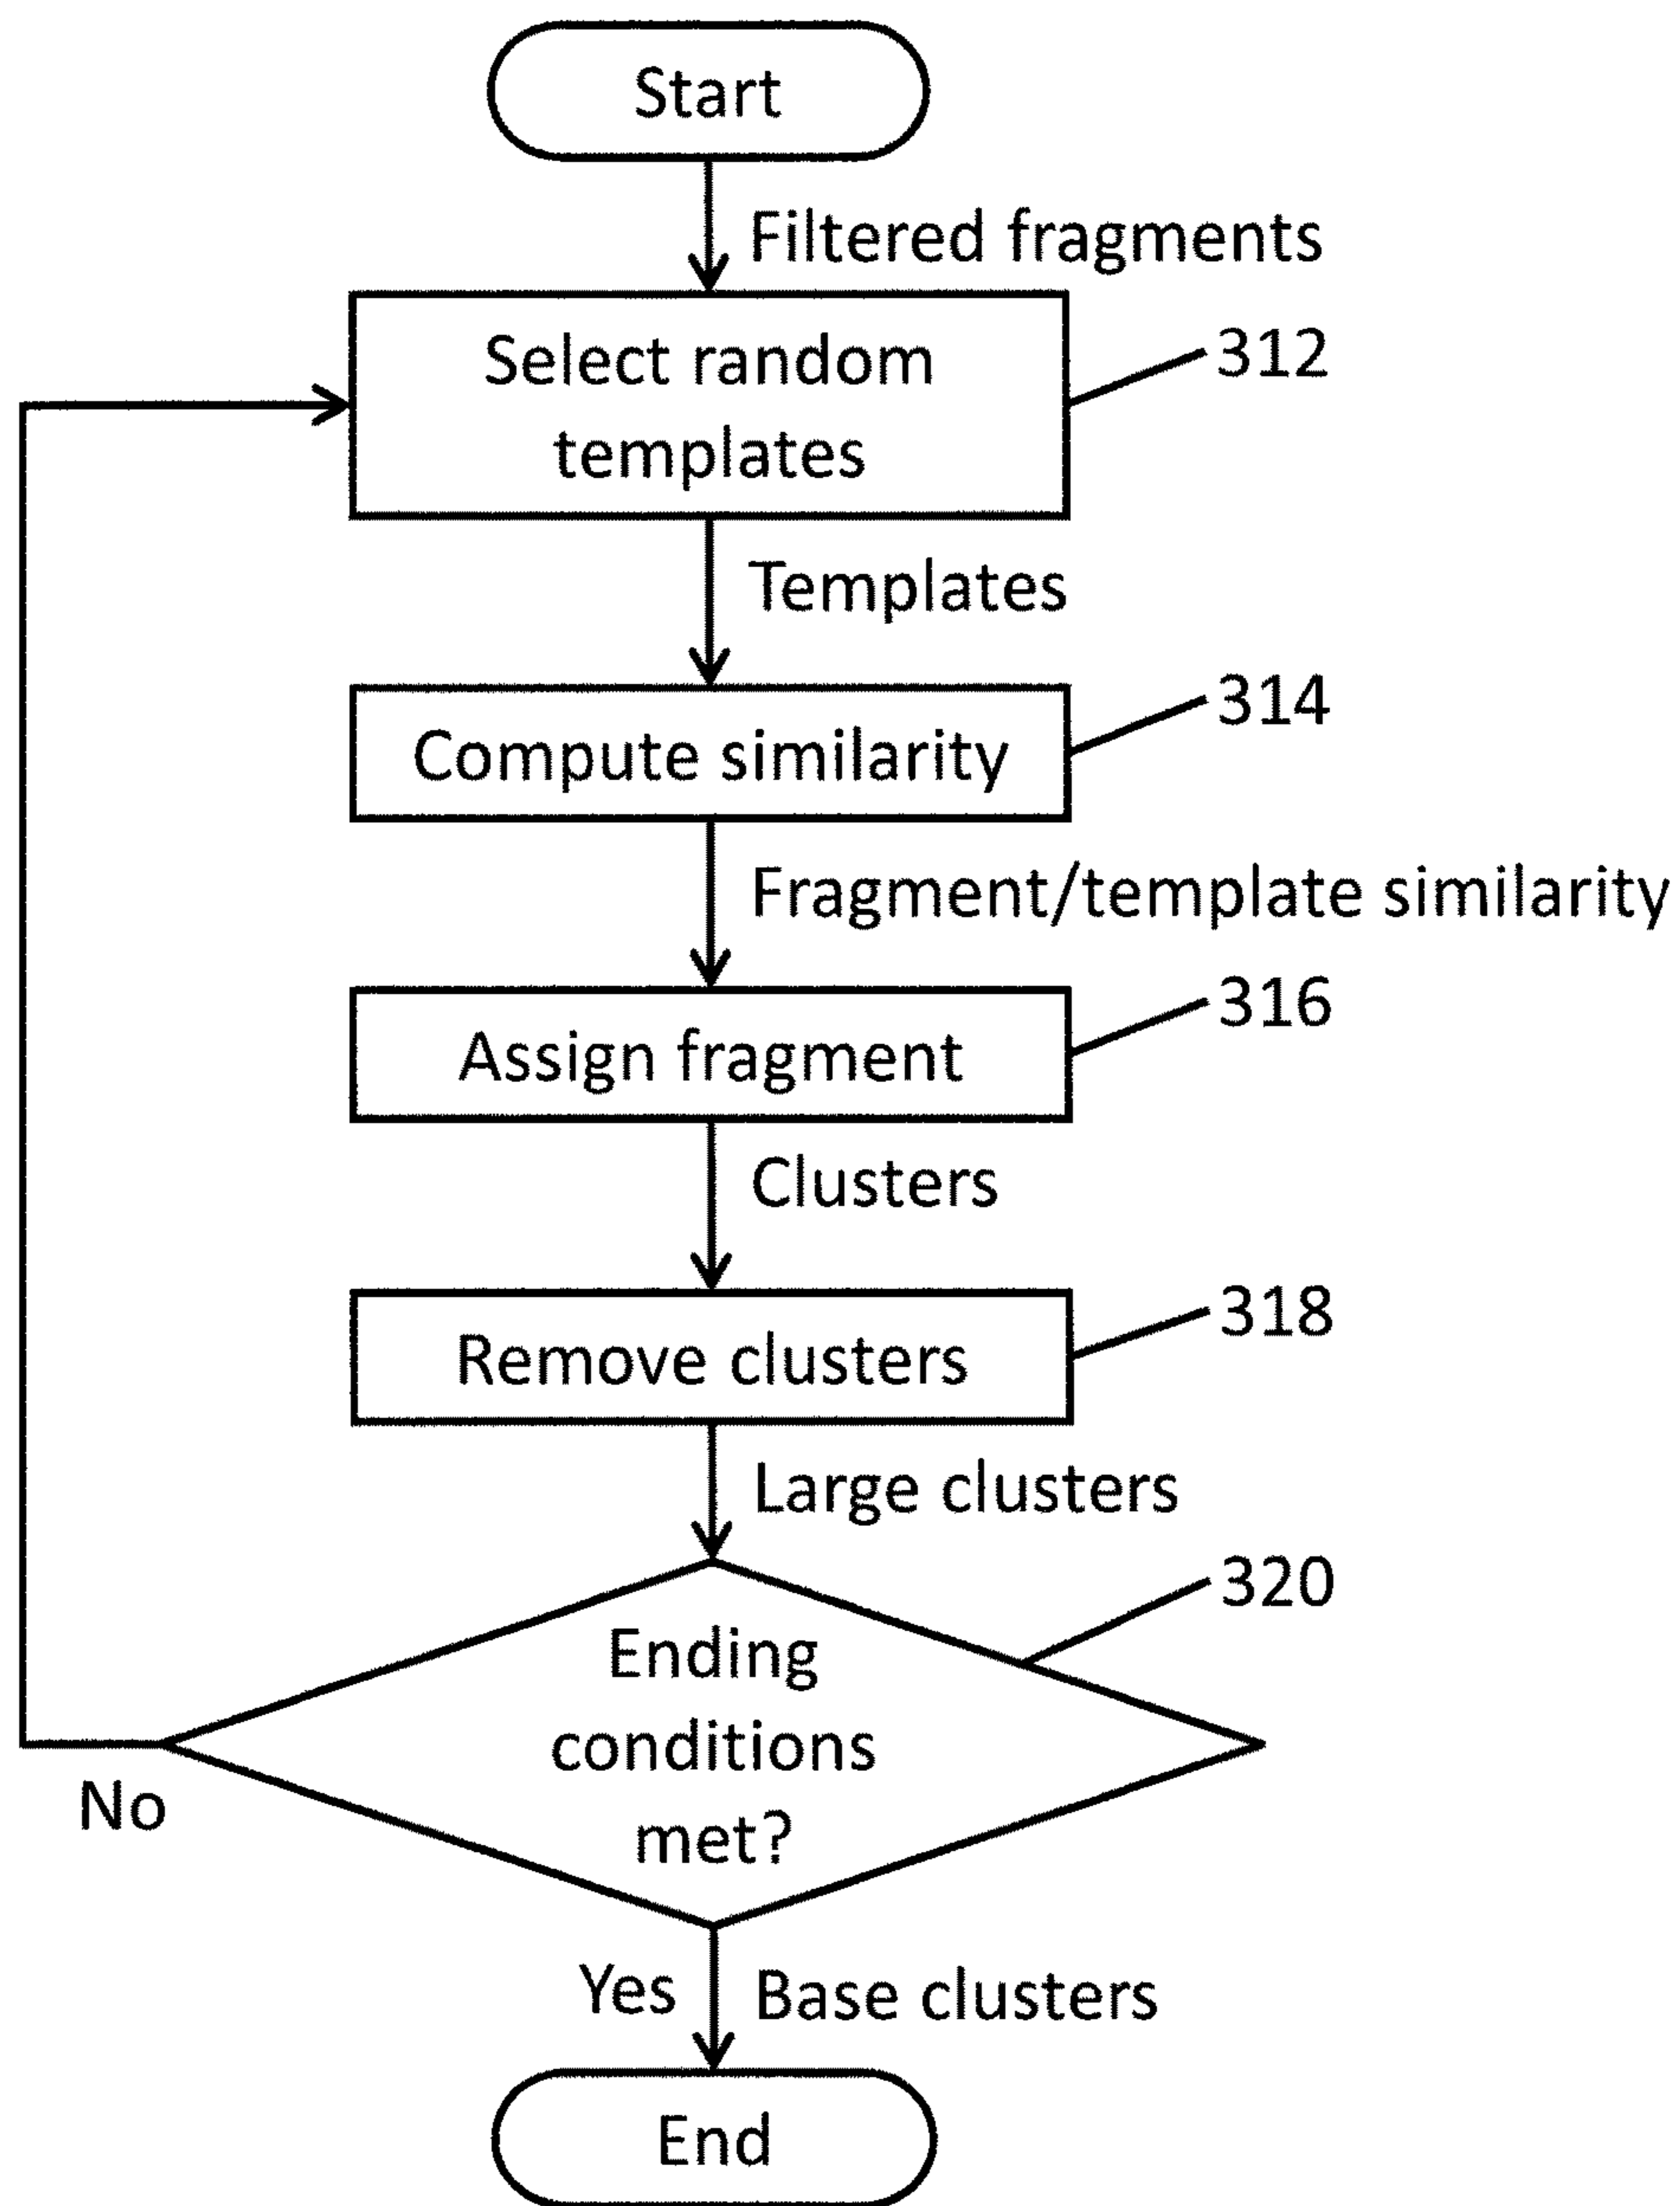 Start
Filtered fragments
Select random
templates
312
Templates
Compute similarity
314
Fragment/template similarity
Assign fragment
316
Clusters
Remove clusters
318
Large clusters
Ending
conditions
met?
320
No
Yes
Base clusters
End